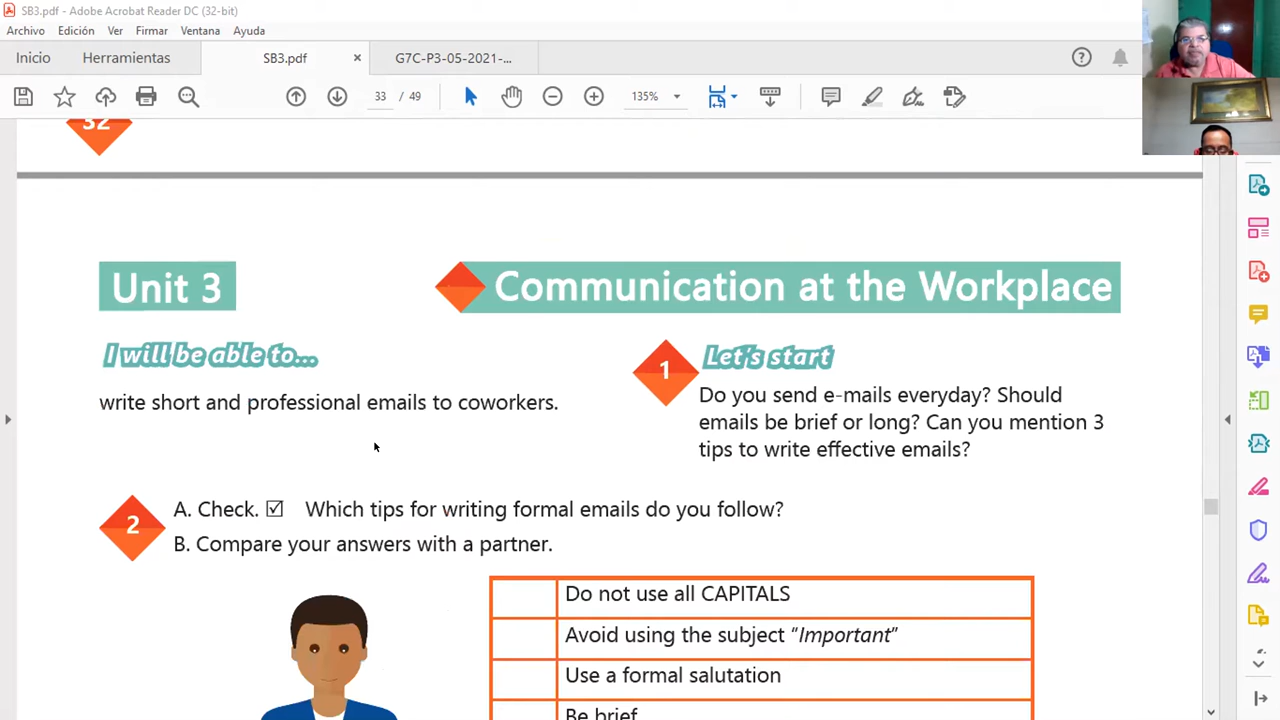 SB3.pdf - Adobe Acrobat Reader DC (32-bit)
Archivo Edición Ver Firmar Ventana Ayuda
Inicio Herramientas SB3.pdf × G7C-P3-05-2021-...
33 / 49 135%
32
Unit 3
Communication at the Workplace
I will be able to...
write short and professional emails to coworkers.
1 Let's start
Do you send e-mails everyday? Should
emails be brief or long? Can you mention 3
tips to write effective emails?
2
A. Check. ☑ Which tips for writing formal emails do you follow?
B. Compare your answers with a partner.
Do not use all CAPITALS
Avoid using the subject “Important”
Use a formal salutation
Be brief